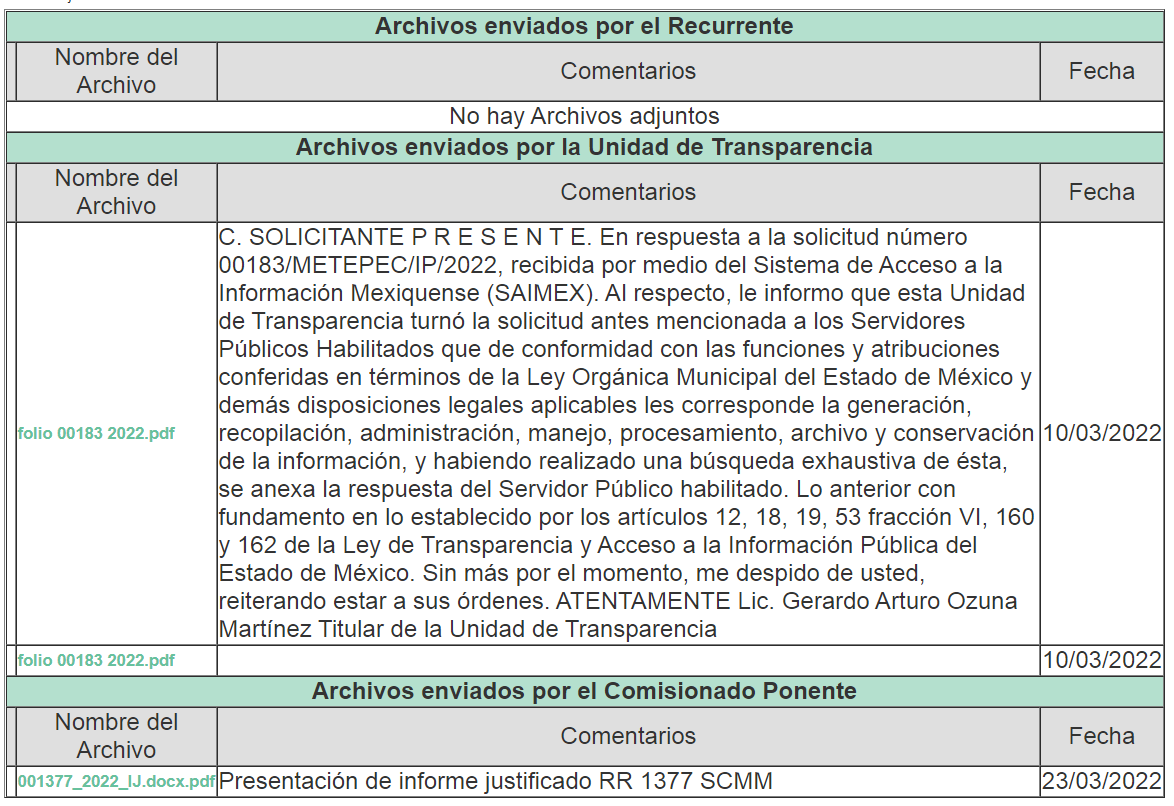 Archivos enviados por el Recurrente
Nombre del
Archivo
Comentarios
Fecha
No hay Archivos adjuntos
Archivos enviados por la Unidad de Transparencia
Nombre del
Archivo
Comentarios
Fecha
folio 00183 2022.pdf
C. SOLICITANTE P R E S E N T E. En respuesta a la solicitud número
00183/METEPEC/IP/2022, recibida por medio del Sistema de Acceso a la
Información Mexiquense (SAIMEX). Al respecto, le informo que esta Unidad
de Transparencia turnó la solicitud antes mencionada a los Servidores
Públicos Habilitados que de conformidad con las funciones y atribuciones
conferidas en términos de la Ley Orgánica Municipal del Estado de México y
demás disposiciones legales aplicables les corresponde la generación,
recopilación, administración, manejo, procesamiento, archivo y conservación
de la información, y habiendo realizado una búsqueda exhaustiva de ésta,
se anexa la respuesta del Servidor Público habilitado. Lo anterior con
fundamento en lo establecido por los artículos 12, 18, 19, 53 fracción VI, 160
y 162 de la Ley de Transparencia y Acceso a la Información Pública del
Estado de México. Sin más por el momento, me despido de usted,
reiterando estar a sus órdenes. ATENTAMENTE Lic. Gerardo Arturo Ozuna
Martínez Titular de la Unidad de Transparencia
10/03/2022
folio 00183 2022.pdf
10/03/2022
Archivos enviados por el Comisionado Ponente
Nombre del
Archivo
Comentarios
Fecha
001377_2022_IJ.docx.pdf
Presentación de informe justificado RR 1377 SCMM
23/03/2022